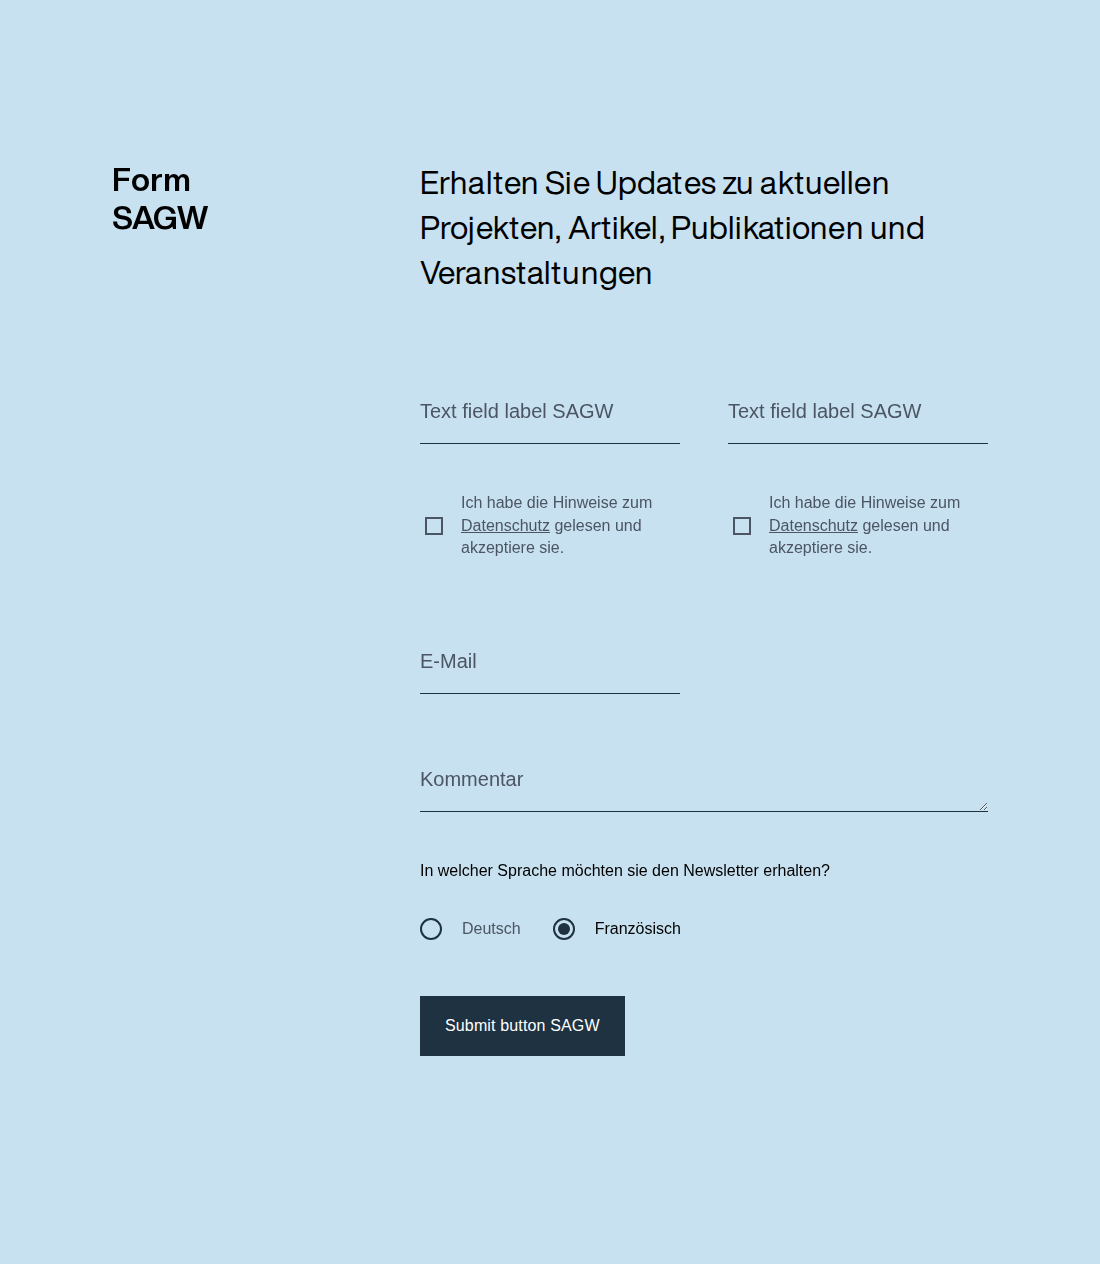 Form
SAGW
Erhalten Sie Updates zu aktuellen
Projekten, Artikel, Publikationen und
Veranstaltungen
Text field label SAGW
Text field label SAGW
Ich habe die Hinweise zum
Datenschutz gelesen und
akzeptiere sie.
Ich habe die Hinweise zum
Datenschutz gelesen und
akzeptiere sie.
E-Mail
Kommentar
In welcher Sprache möchten sie den Newsletter erhalten?
Deutsch
Französisch
Submit button SAGW